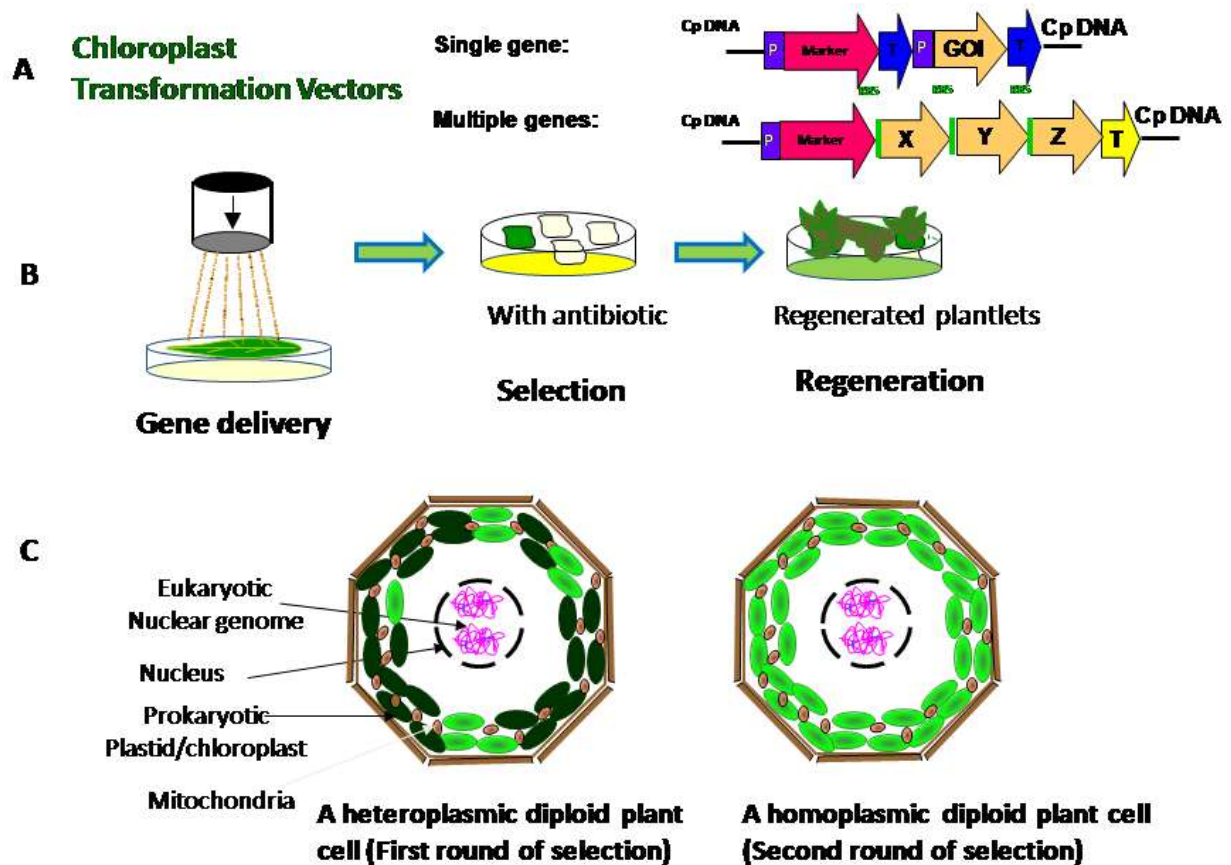 A
Chloroplast
Transformation Vectors
Single gene:
Cp DNA P Marker T P GOI T Cp DNA
Multiple genes:
Cp DNA P Marker X Y Z T Cp DNA
B
Gene delivery
With antibiotic
Selection
Regenerated plantlets
Regeneration
C
Eukaryotic
Nuclear genome
Nucleus
Prokaryotic
Plastid/chloroplast
Mitochondria
A heteroplasmic diploid plant
cell (First round of selection)
A homoplasmic diploid plant cell
(Second round of selection)